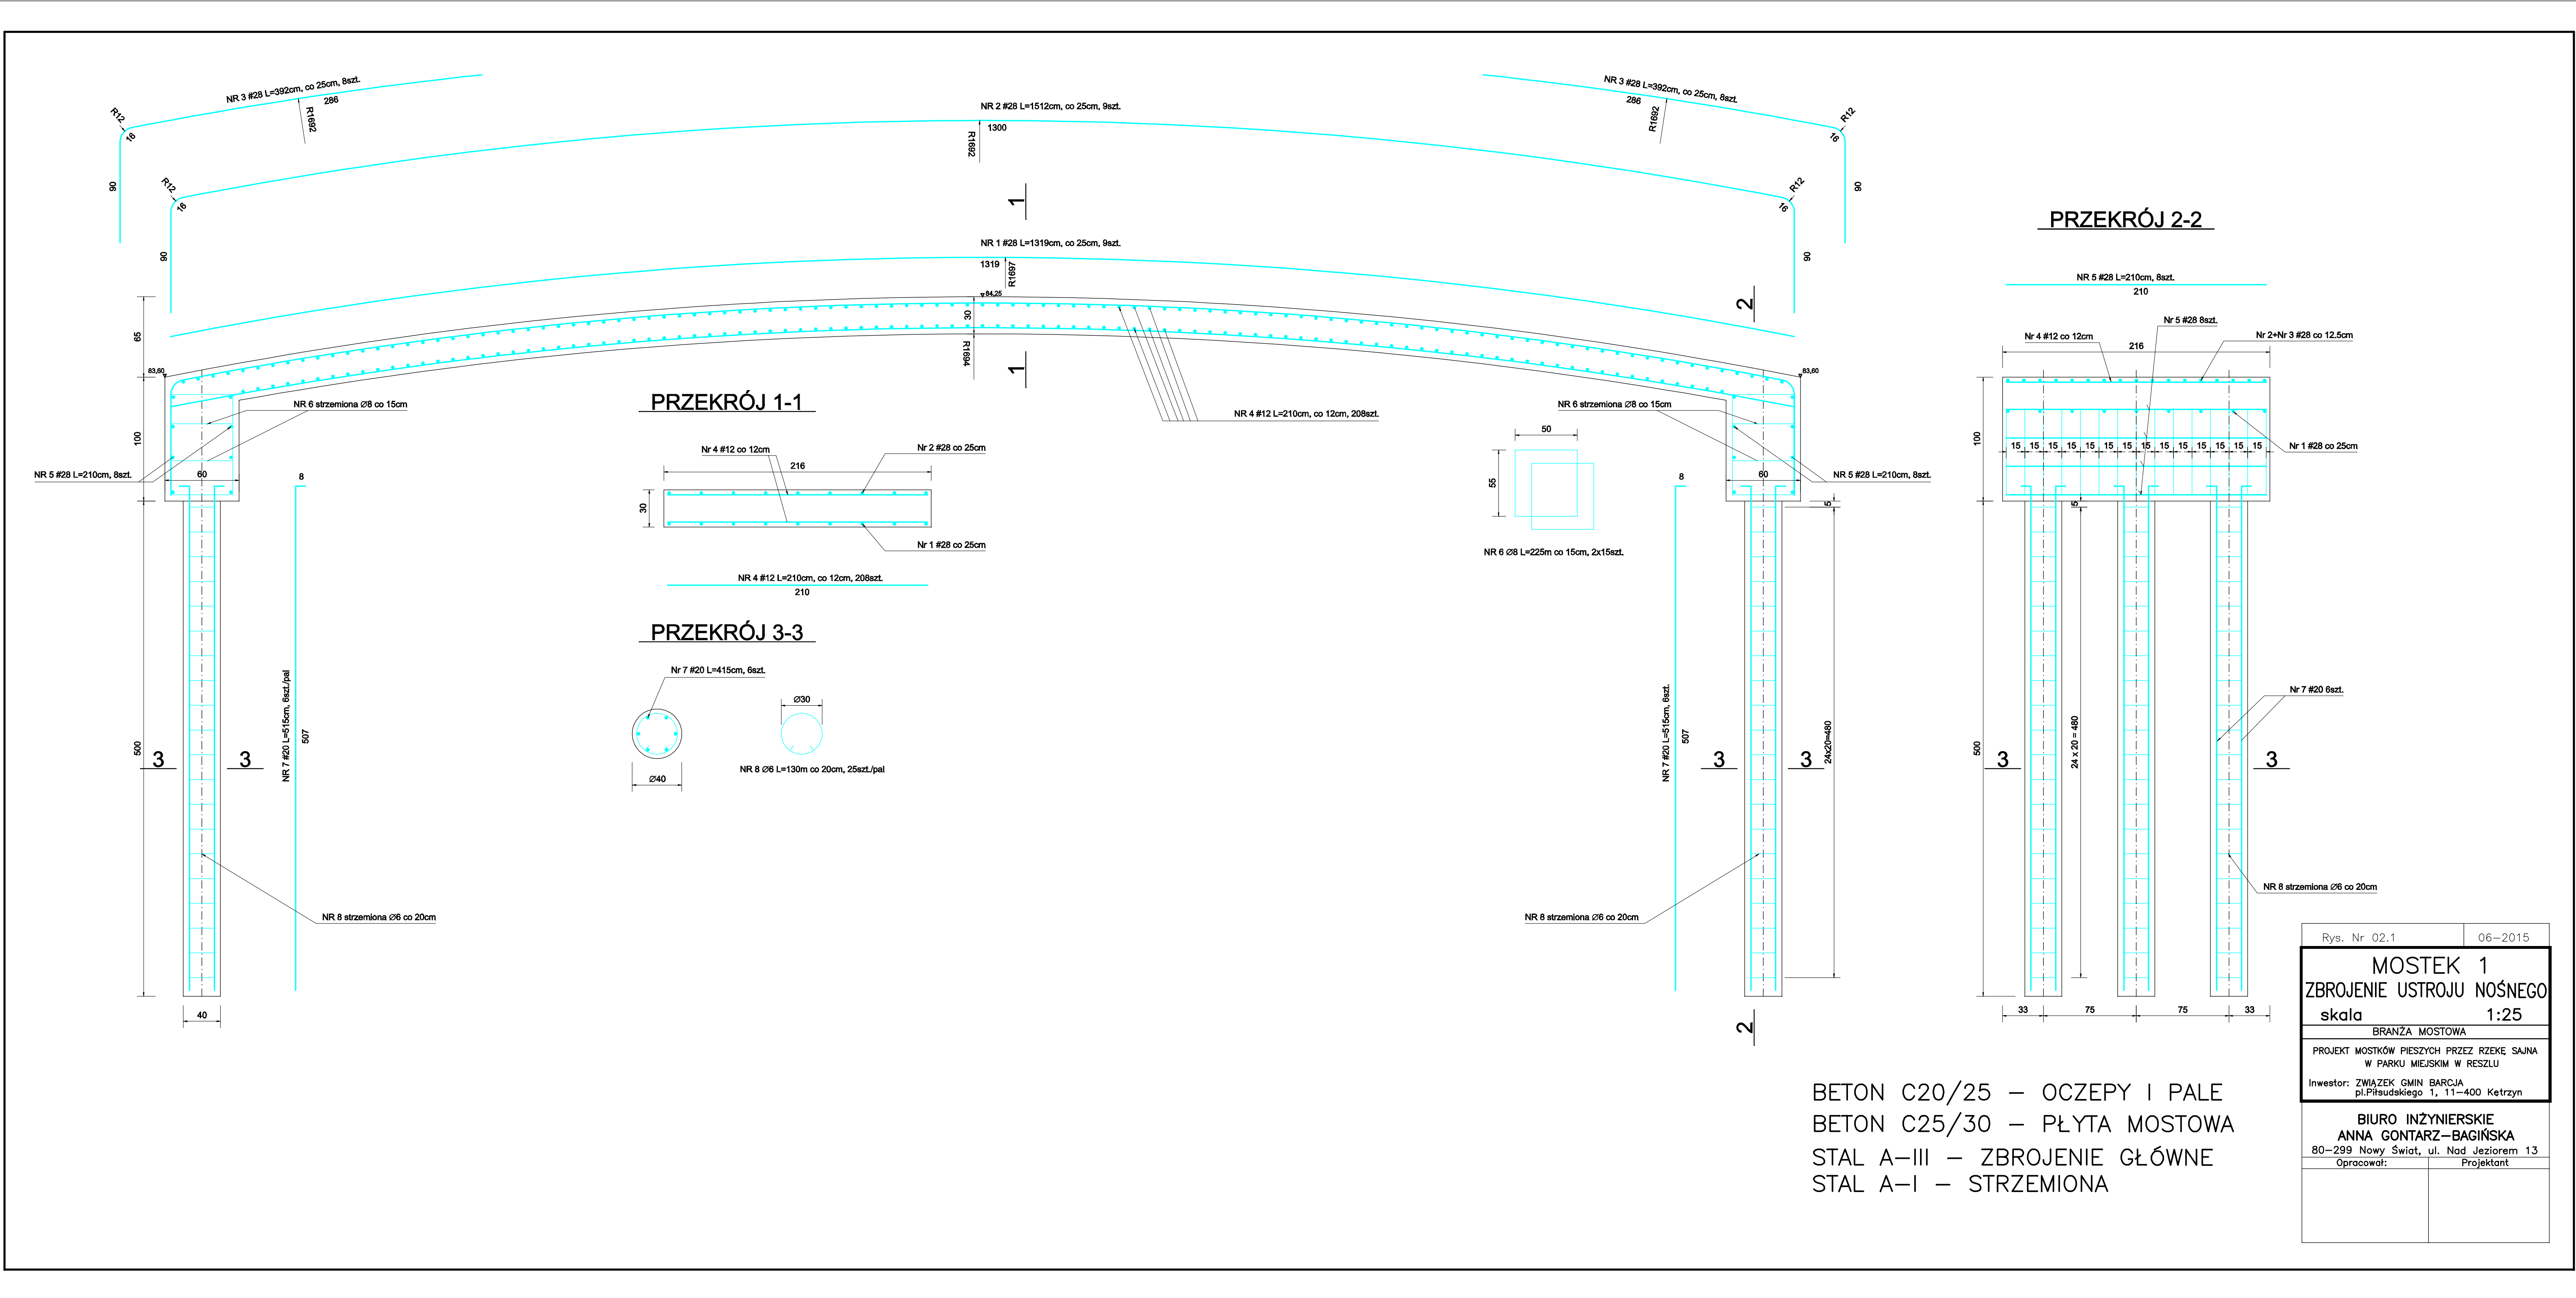 NR 3 #28 L=392cm, co 25cm, 8szt.
286
R1692
R12
16
90
NR 2 #28 L=1512cm, co 25cm, 9szt.
1300
R1692
R12
16
90
R12
16
90
NR 3 #28 L=392cm, co 25cm, 8szt.
286
R1692
R12
16
90
1
NR 1 #28 L=1319cm, co 25cm, 9szt.
1319
R1697
84,25
30
R1694
1
65
83,60
100
NR 6 strzemiona Ø8 co 15cm
NR 5 #28 L=210cm, 8szt.
60
8
500
3
3
NR 7 #20 L=515cm, 6szt./pal
507
NR 8 strzemiona Ø6 co 20cm
40
PRZEKRÓJ 1-1
Nr 4 #12 co 12cm
Nr 2 #28 co 25cm
216
30
Nr 1 #28 co 25cm
NR 4 #12 L=210cm, co 12cm, 208szt.
210
PRZEKRÓJ 3-3
Nr 7 #20 L=415cm, 6szt.
Ø40
Ø30
NR 8 Ø6 L=130m co 20cm, 25szt./pal
NR 4 #12 L=210cm, co 12cm, 208szt.
50
55
NR 6 Ø8 L=225m co 15cm, 2x15szt.
2
83,60
NR 6 strzemiona Ø8 co 15cm
60
NR 5 #28 L=210cm, 8szt.
8
5
NR 7 #20 L=515cm, 6szt.
507
3
3
24x20=480
NR 8 strzemiona Ø6 co 20cm
2
PRZEKRÓJ 2-2
NR 5 #28 L=210cm, 8szt.
210
Nr 5 #28 8szt.
Nr 4 #12 co 12cm
Nr 2+Nr 3 #28 co 12.5cm
216
100
15 15 15 15 15 15 15 15 15 15 15 15 15 15
Nr 1 #28 co 25cm
5
500
24 x 20 = 480
Nr 7 #20 6szt.
3
3
NR 8 strzemiona Ø6 co 20cm
33
75
75
33
BETON C20/25 – OCZEPY I PALE
BETON C25/30 – PŁYTA MOSTOWA
STAL A–III – ZBROJENIE GŁÓWNE
STAL A–I – STRZEMIONA
Rys. Nr 02.1
06–2015
MOSTEK 1
ZBROJENIE USTROJU NOŚNEGO
skala 1:25
BRANŻA MOSTOWA
PROJEKT MOSTKÓW PIESZYCH PRZEZ RZEKĘ SAJNA
W PARKU MIEJSKIM W RESZLU
Inwestor: ZWIĄZEK GMIN BARCJA
pl.Piłsudskiego 1, 11–400 Kętrzyn
BIURO INŻYNIERSKIE
ANNA GONTARZ–BAGIŃSKA
80–299 Nowy Świat, ul. Nad Jeziorem 13
Opracował:
Projektant